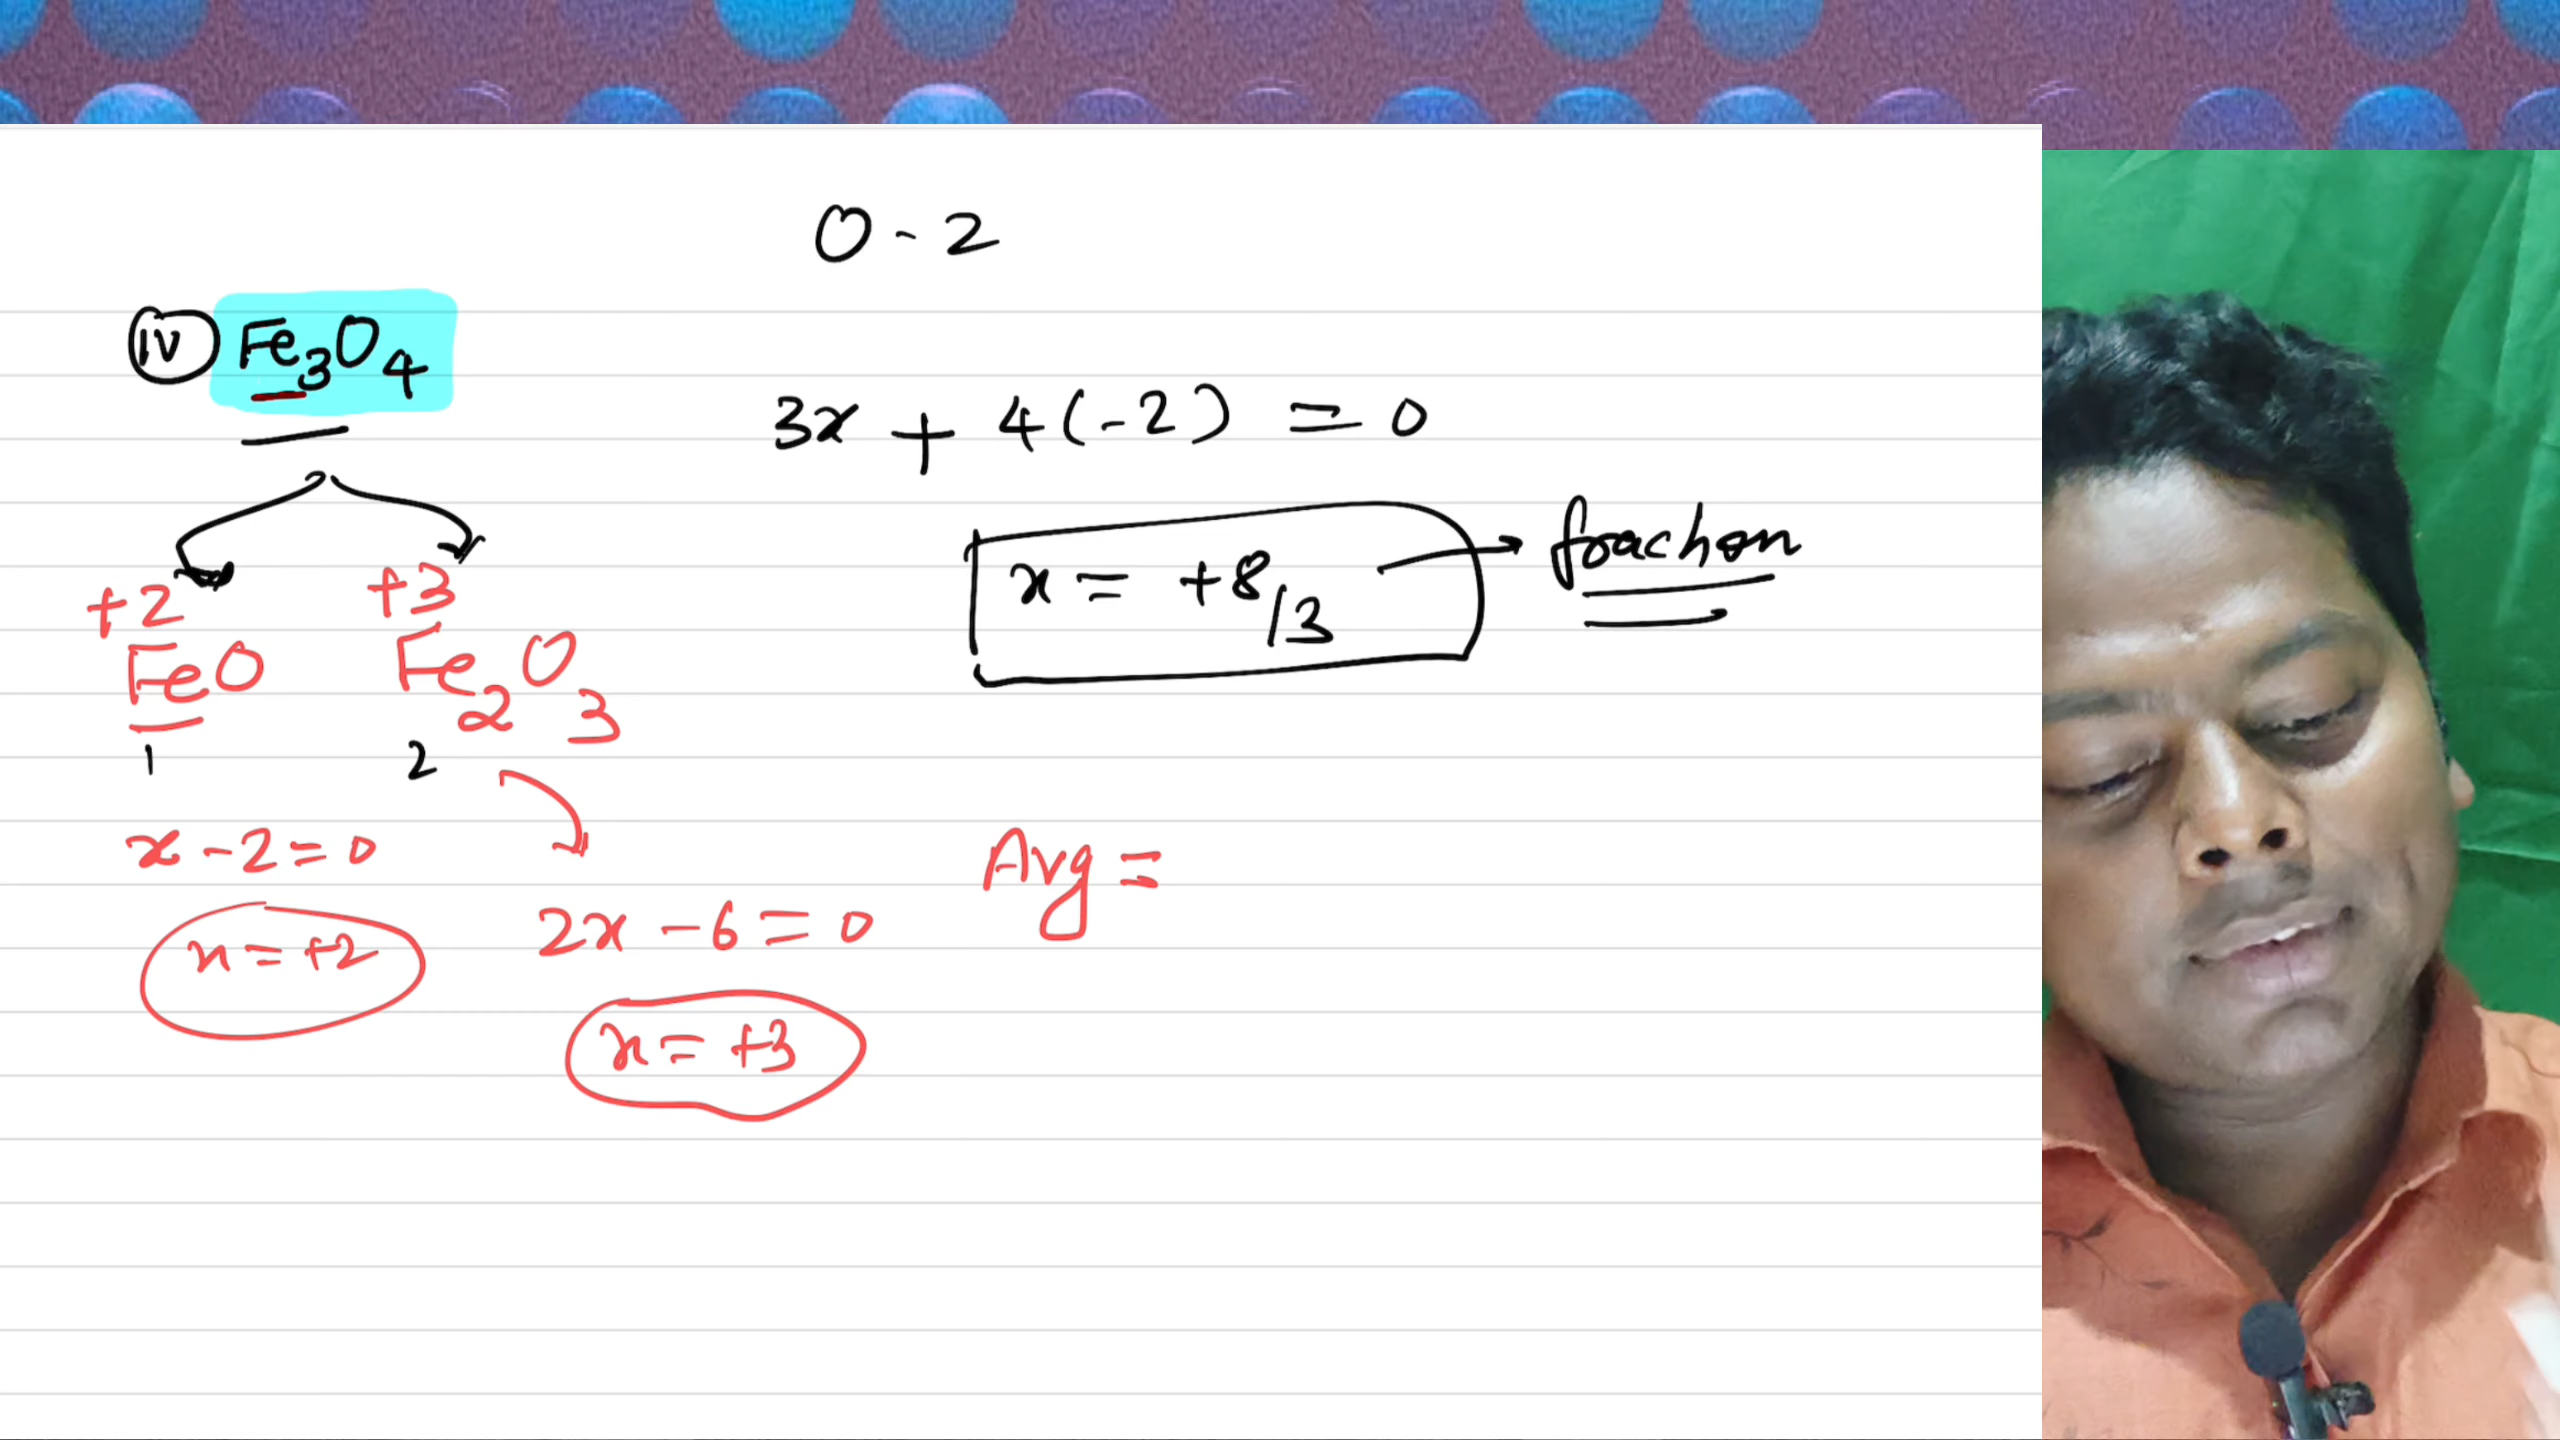 O - 2
(iv) Fe3O4
3x + 4(-2) = 0
x = +8/3 → fraction
+2 +3
FeO Fe2O3
1 2
x - 2 = 0
Avg =
2x - 6 = 0
x = +2
x = +3